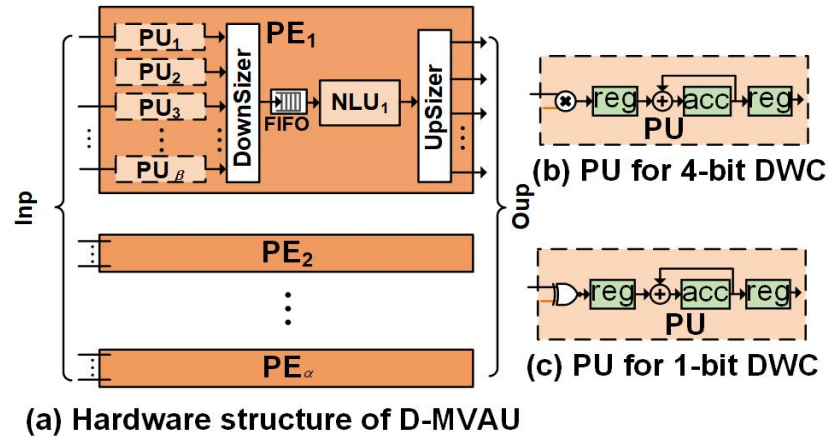 PE1
PU1
PU2
PU3
PUβ
DownSizer
FIFO
NLU1
UpSizer
Inp
Oup
PE2
PEα
(a) Hardware structure of D-MVAU
reg
acc
reg
PU
(b) PU for 4-bit DWC
reg
acc
reg
PU
(c) PU for 1-bit DWC